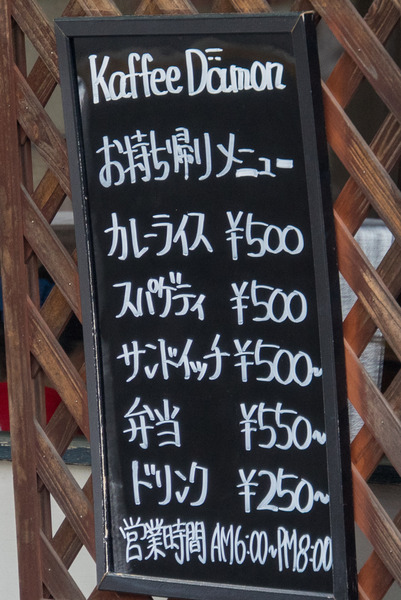 Kaffee Dämon
お持ち帰りメニュー
カレーライス ¥500
スパゲティ ¥500
サンドイッチ ¥500~
弁当 ¥550~
ドリンク ¥250~
営業時間 AM6:00~PM8:00